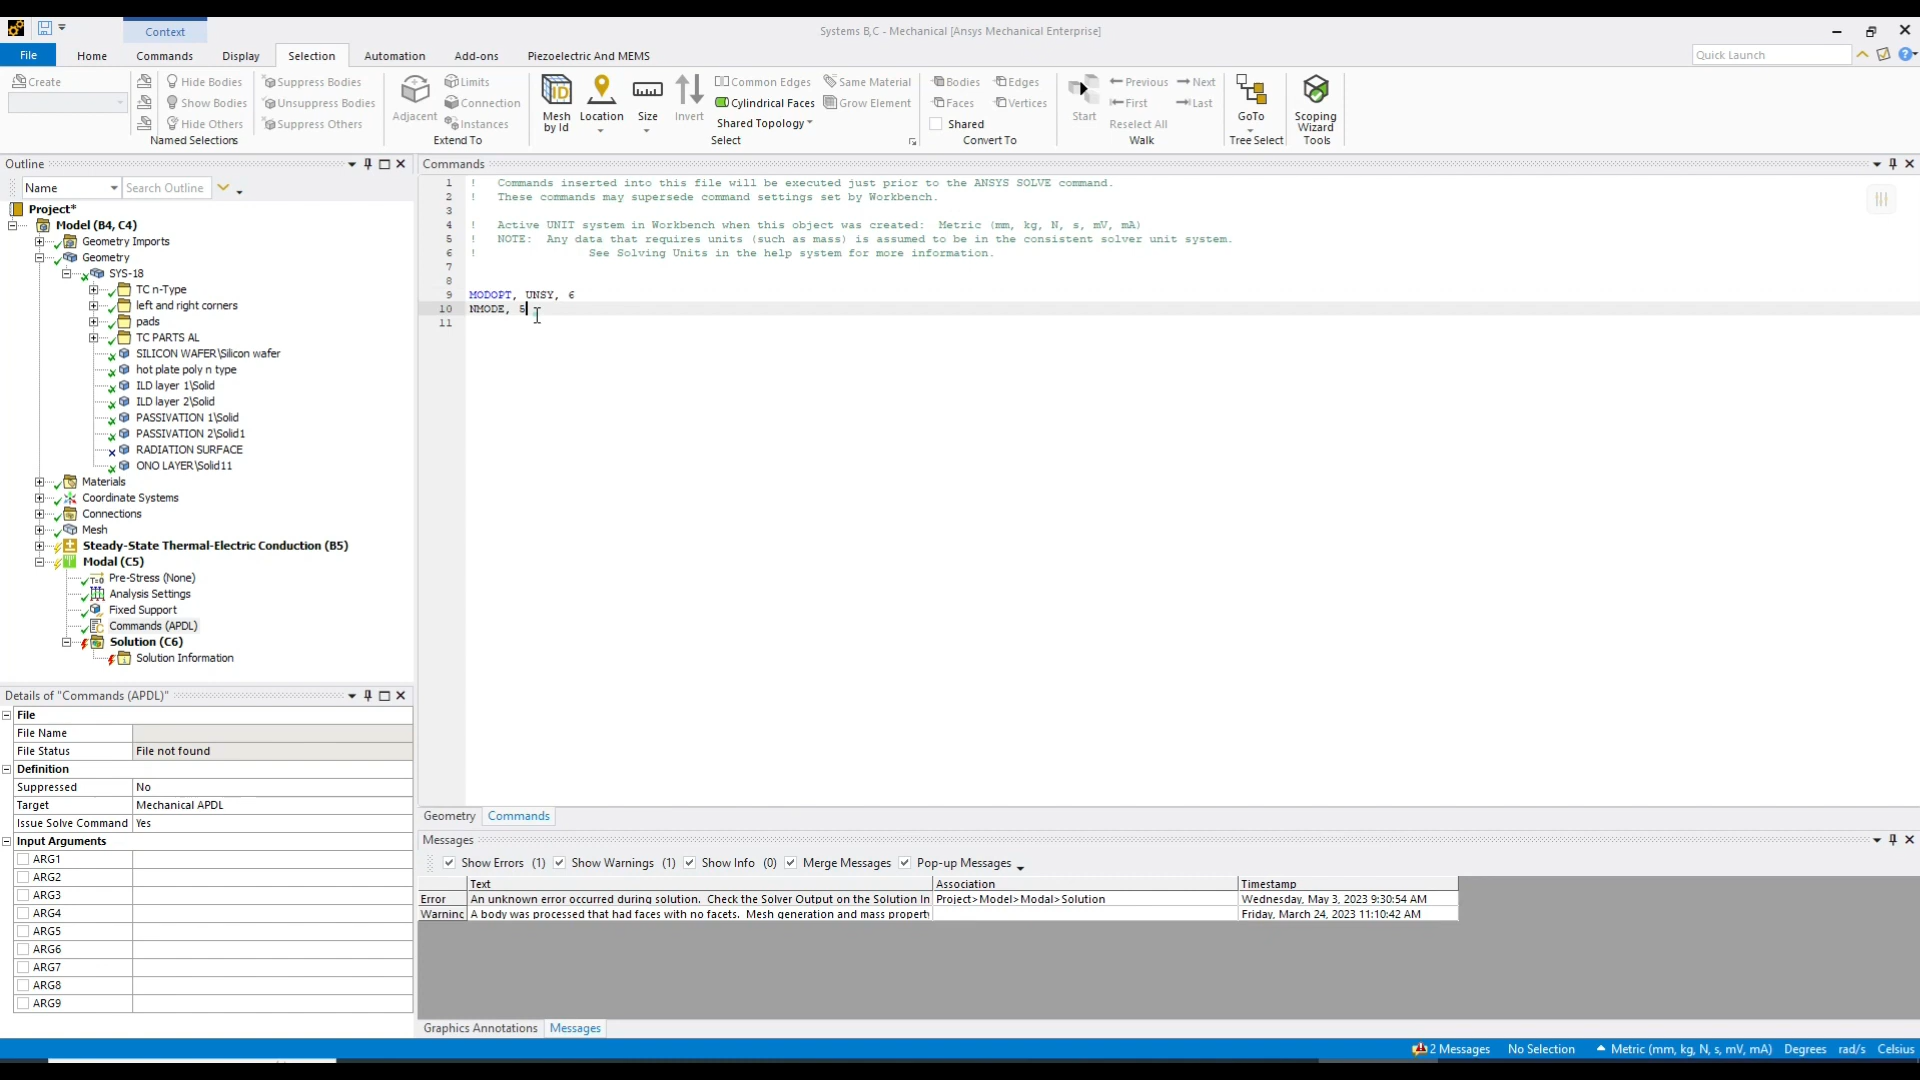 Context
Systems B,C - Mechanical [Ansys Mechanical Enterprise]
File Home Commands Display Selection Automation Add-ons Piezoelectric And MEMS
Quick Launch
Create
Hide Bodies
Show Bodies
Hide Others
Suppress Bodies
Unsuppress Bodies
Suppress Others
Named Selections
Adjacent
Limits
Connection
Instances
Extend To
Mesh by Id
Location
Size
Invert
Common Edges
Cylindrical Faces
Shared Topology
Same Material
Grow Element
Select
Bodies
Edges
Faces
Vertices
Shared
Convert To
Start
Previous
Next
First
Last
Reselect All
Walk
GoTo
Tree Select
Scoping Wizard
Tools
Outline
Name
Search Outline
Project*
Model (B4, C4)
Geometry Imports
Geometry
SYS-18
TC n-Type
left and right corners
pads
TC PARTS AL
SILICON WAFER\Silicon wafer
hot plate poly n type
ILD layer 1\Solid
ILD layer 2\Solid
PASSIVATION 1\Solid
PASSIVATION 2\Solid1
RADIATION SURFACE
ONO LAYER\Solid11
Materials
Coordinate Systems
Connections
Mesh
Steady-State Thermal-Electric Conduction (B5)
Modal (C5)
Pre-Stress (None)
Analysis Settings
Fixed Support
Commands (APDL)
Solution (C6)
Solution Information
Details of "Commands (APDL)"
File
File Name
File Status File not found
Definition
Suppressed No
Target Mechanical APDL
Issue Solve Command Yes
Input Arguments
ARG1
ARG2
ARG3
ARG4
ARG5
ARG6
ARG7
ARG8
ARG9
Commands
1 ! Commands inserted into this file will be executed just prior to the ANSYS SOLVE command.
2 ! These commands may supersede command settings set by Workbench.
3
4 ! Active UNIT system in Workbench when this object was created: Metric (mm, kg, N, s, mV, mA)
5 ! NOTE: Any data that requires units (such as mass) is assumed to be in the consistent solver unit system.
6 ! See Solving Units in the help system for more information.
7
8
9 MODOPT, UNSY, 6
10 NMODE, 5
11
Geometry Commands
Messages
Show Errors (1) Show Warnings (1) Show Info (0) Merge Messages Pop-up Messages
Text Association Timestamp
Error An unknown error occurred during solution. Check the Solver Output on the Solution In Project>Model>Modal>Solution Wednesday, May 3, 2023 9:30:54 AM
Warning A body was processed that had faces with no facets. Mesh generation and mass property Friday, March 24, 2023 11:10:42 AM
Graphics Annotations Messages
2 Messages No Selection Metric (mm, kg, N, s, mV, mA) Degrees rad/s Celsius